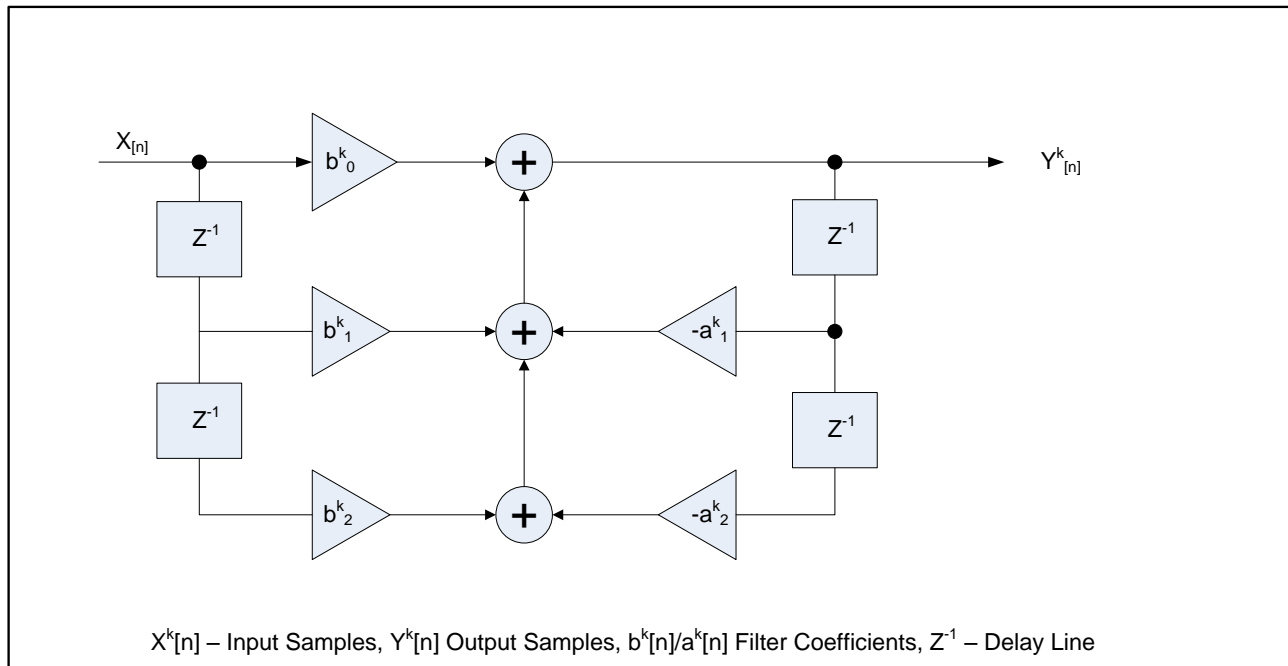 X[n]
b^k_0
+
Y^k[n]
Z^-1
Z^-1
b^k_1
+
-a^k_1
Z^-1
Z^-1
b^k_2
+
-a^k_2
X^k[n] – Input Samples, Y^k[n] Output Samples, b^k[n]/a^k[n] Filter Coefficients, Z^-1 – Delay Line